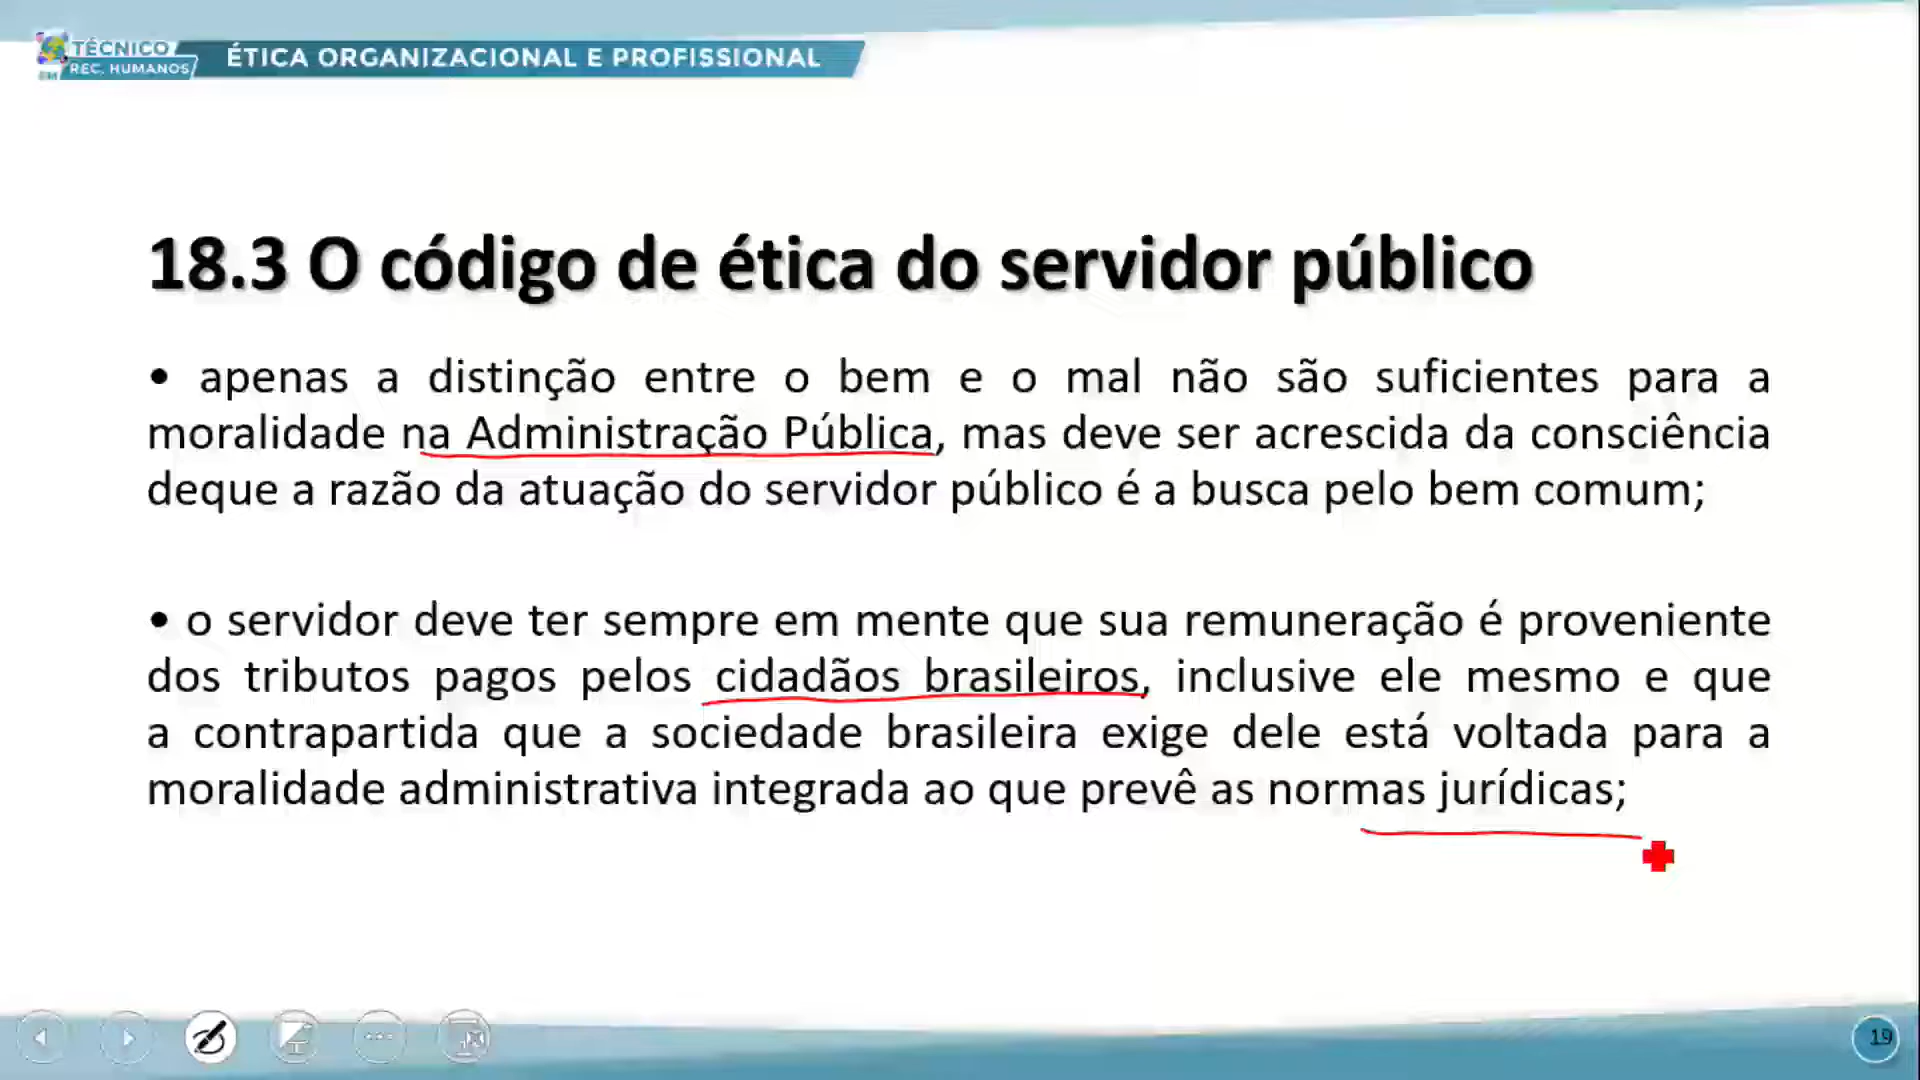 TÉCNICO
EM REC. HUMANOS
ÉTICA ORGANIZACIONAL E PROFISSIONAL
18.3 O código de ética do servidor público
• apenas a distinção entre o bem e o mal não são suficientes para a
moralidade na Administração Pública, mas deve ser acrescida da consciência
deque a razão da atuação do servidor público é a busca pelo bem comum;
• o servidor deve ter sempre em mente que sua remuneração é proveniente
dos tributos pagos pelos cidadãos brasileiros, inclusive ele mesmo e que
a contrapartida que a sociedade brasileira exige dele está voltada para a
moralidade administrativa integrada ao que prevê as normas jurídicas;
19